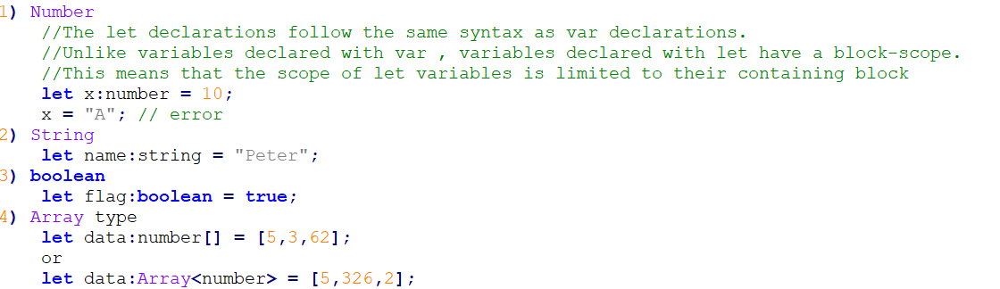 1) Number
//The let declarations follow the same syntax as var declarations.
//Unlike variables declared with var , variables declared with let have a block-scope.
//This means that the scope of let variables is limited to their containing block
let x:number = 10;
x = "A"; // error
2) String
let name:string = "Peter";
3) boolean
let flag:boolean = true;
4) Array type
let data:number[] = [5,3,62];
or
let data:Array<number> = [5,326,2];